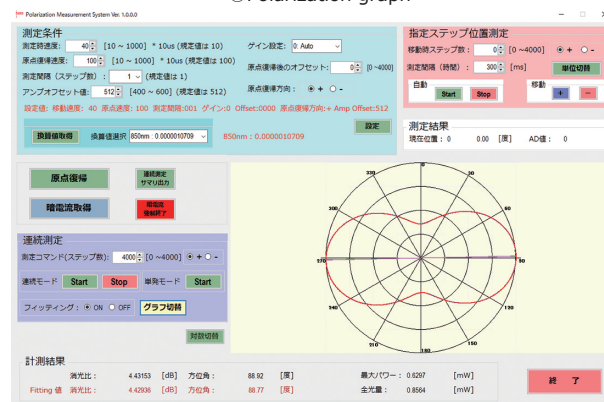 ①Polarization graph
Polarization Measurement System Ver. 1.0.0.0
測定条件
測定時速度： 40 [10 ~ 1000] * 10us (規定値は 10) ゲイン設定: 0: Auto
原点復帰速度： 100 [10 ~ 1000] * 10us (規定値は 100)
測定間隔（ステップ数）： 1 (規定値は 1) 原点復帰後のオフセット： 0 [0 ~4000]
アンプオフセット値： 512 [400 ~ 600] (規定値は 512) 原点復帰方向： + -
設定値: 移動速度: 40 原点速度: 100 測定間隔:001 ゲイン:0 Offset:0000 原点復帰方向:+ Amp Offset:512
設定
換算値取得 換算値選択 850nm : 0.0000010709 850nm : 0.0000010709
指定ステップ位置測定
移動時ステップ数： 0 [0 ~4000] + -
測定間隔（時間）： 300 [ms] 単位切替
自動 Start Stop 移動 + -
測定結果
現在位置： 0 0.00 [度] AD値： 0
原点復帰 連続測定 サマリ出力
暗電流取得 暗電流 強制終了
連続測定
測定コマンド(ステップ数): 4000 [0 ~4000] + -
連続モード Start Stop 単発モード Start
フィッティング： ON OFF グラフ切替
対数切替
0
330 30
300 60
270 90
240 120
210 150
180
計測結果
消光比： 4.43153 [dB] 方位角： 88.92 [度] 最大パワー： 0.6297 [mW]
Fitting 値 消光比： 4.42936 [dB] 方位角： 88.77 [度] 全光量： 0.8564 [mW]
終 了